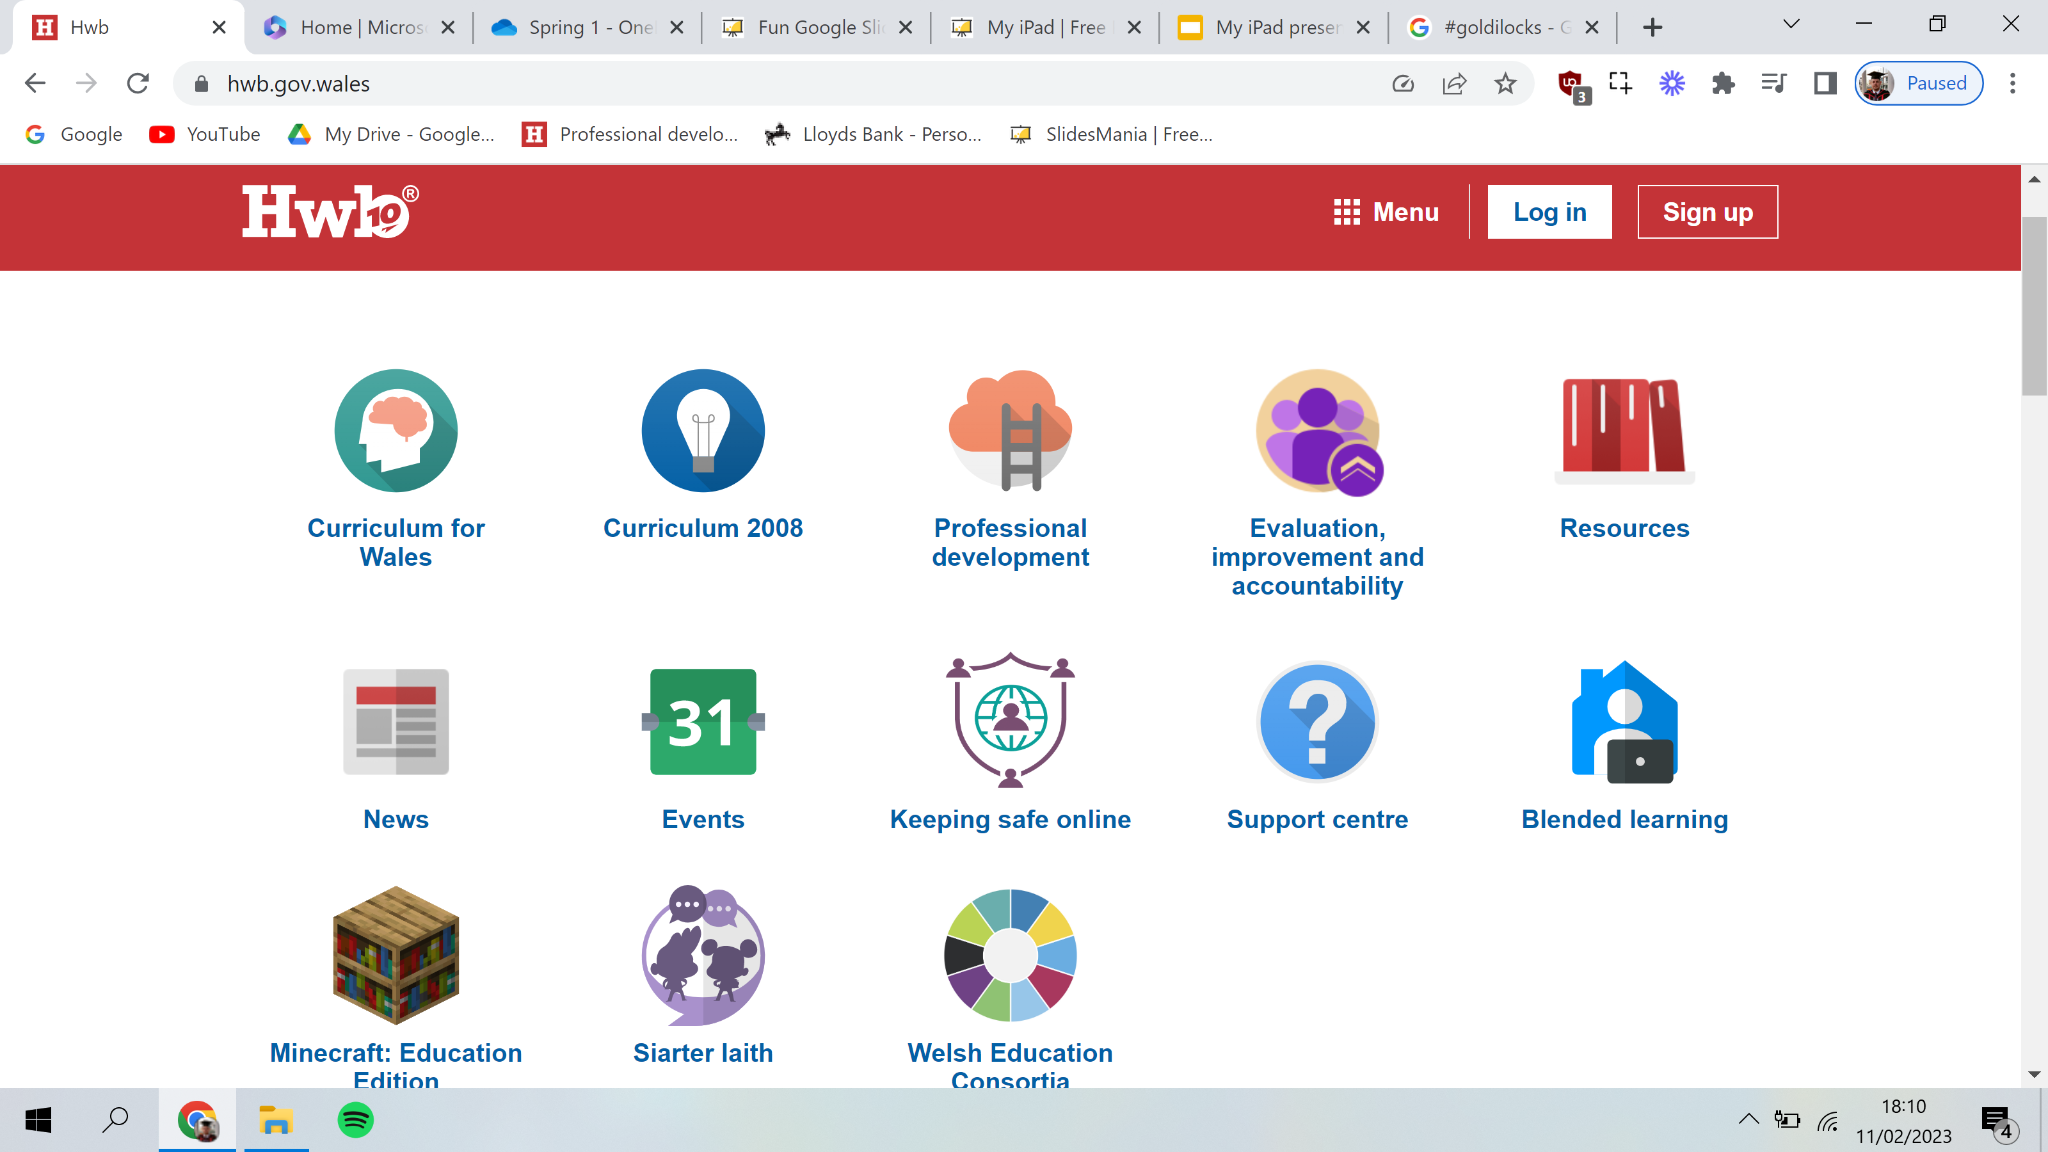 Hwb
Home | Micros
Spring 1 - One
Fun Google Sli
My iPad | Free
My iPad preser
#goldilocks - G
hwb.gov.wales
3
Paused
Google
YouTube
My Drive - Google...
Professional develo...
Lloyds Bank - Perso...
SlidesMania | Free...
Hwb 10 ®
Menu
Log in
Sign up
Curriculum for
Wales
Curriculum 2008
Professional
development
Evaluation,
improvement and
accountability
Resources
31
News
Events
Keeping safe online
Support centre
Blended learning
Minecraft: Education
Edition
Siarter Iaith
Welsh Education
Consortia
18:10
11/02/2023
4